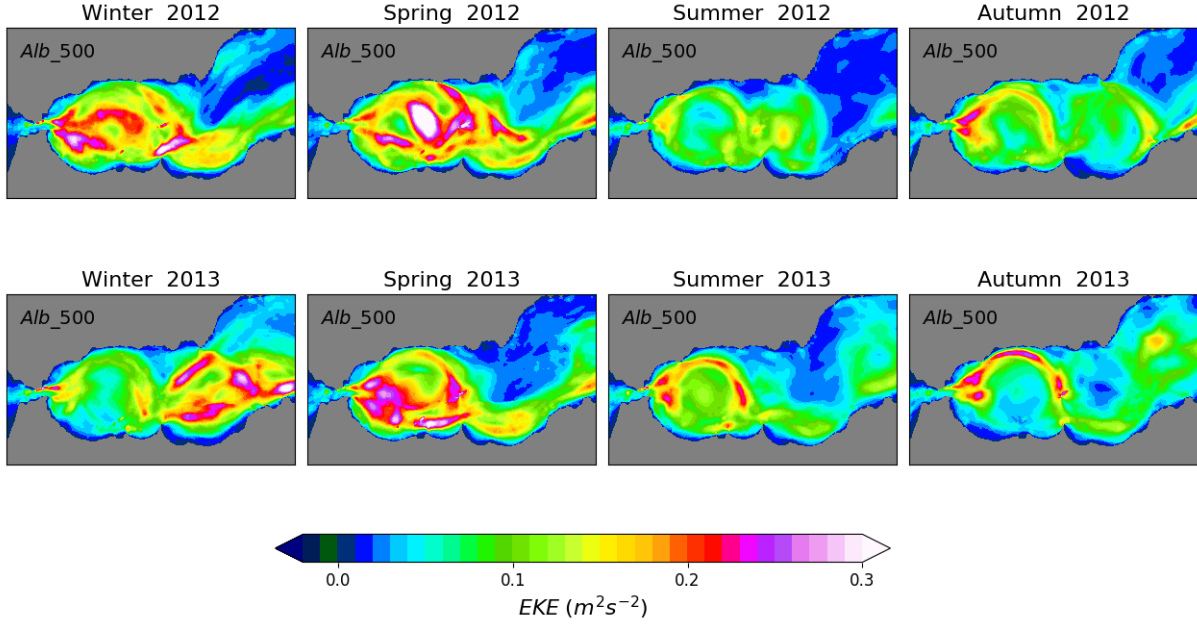 Winter 2012 Spring 2012 Summer 2012 Autumn 2012
Alb_500 Alb_500 Alb_500 Alb_500
Winter 2013 Spring 2013 Summer 2013 Autumn 2013
Alb_500 Alb_500 Alb_500 Alb_500
0.0 0.1 0.2 0.3
EKE (m²s⁻²)